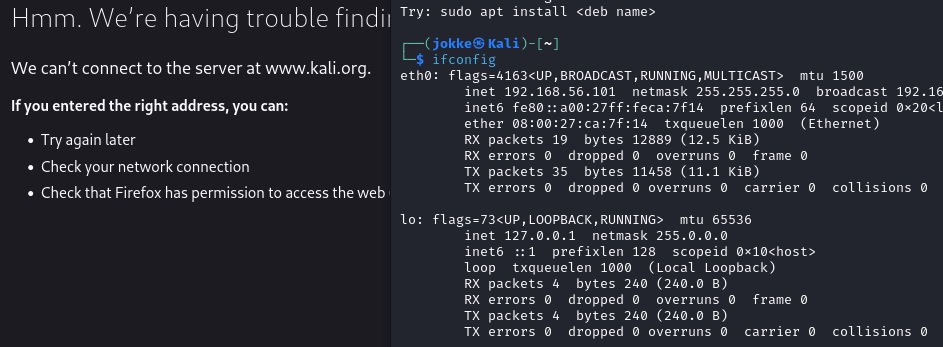 Hmm. We're having trouble findi
We can't connect to the server at www.kali.org.
If you entered the right address, you can:
• Try again later
• Check your network connection
• Check that Firefox has permission to access the web
Try: sudo apt install <deb name>
┌──(jokke㉿Kali)-[~]
└─$ ifconfig
eth0: flags=4163<UP,BROADCAST,RUNNING,MULTICAST>  mtu 1500
        inet 192.168.56.101  netmask 255.255.255.0  broadcast 192.16
        inet6 fe80::a00:27ff:feca:7f14  prefixlen 64  scopeid 0×20<l
        ether 08:00:27:ca:7f:14  txqueuelen 1000  (Ethernet)
        RX packets 19  bytes 12889 (12.5 KiB)
        RX errors 0  dropped 0  overruns 0  frame 0
        TX packets 35  bytes 11458 (11.1 KiB)
        TX errors 0  dropped 0 overruns 0  carrier 0  collisions 0
lo: flags=73<UP,LOOPBACK,RUNNING>  mtu 65536
        inet 127.0.0.1  netmask 255.0.0.0
        inet6 ::1  prefixlen 128  scopeid 0×10<host>
        loop  txqueuelen 1000  (Local Loopback)
        RX packets 4  bytes 240 (240.0 B)
        RX errors 0  dropped 0  overruns 0  frame 0
        TX packets 4  bytes 240 (240.0 B)
        TX errors 0  dropped 0 overruns 0  carrier 0  collisions 0